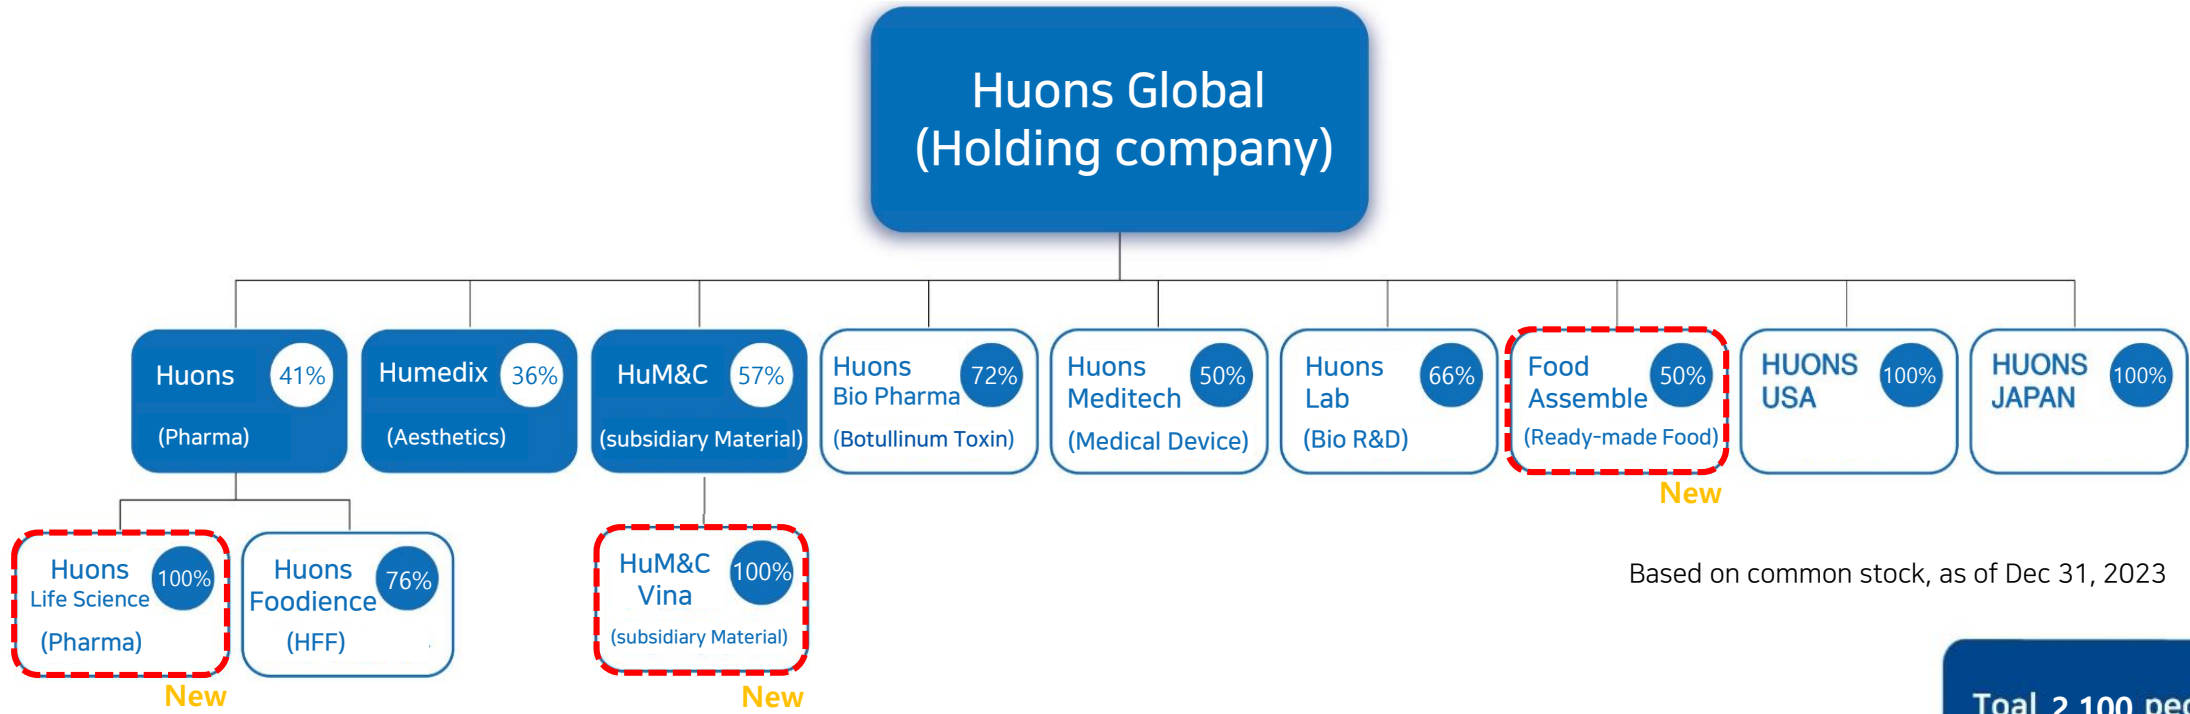 Huons Global
(Holding company)
Huons
41%
(Pharma)
Humedix
36%
(Aesthetics)
HuM&C
57%
(subsidiary Material)
Huons
Bio Pharma
72%
(Botullinum Toxin)
Huons
Meditech
50%
(Medical Device)
Huons
Lab
66%
(Bio R&D)
Food
Assemble
50%
(Ready-made Food)
New
HUONS
USA
100%
HUONS
JAPAN
100%
Huons
Life Science
100%
(Pharma)
New
Huons
Foodience
76%
(HFF)
HuM&C
Vina
100%
(subsidiary Material)
New
Based on common stock, as of Dec 31, 2023
Toal 2,100